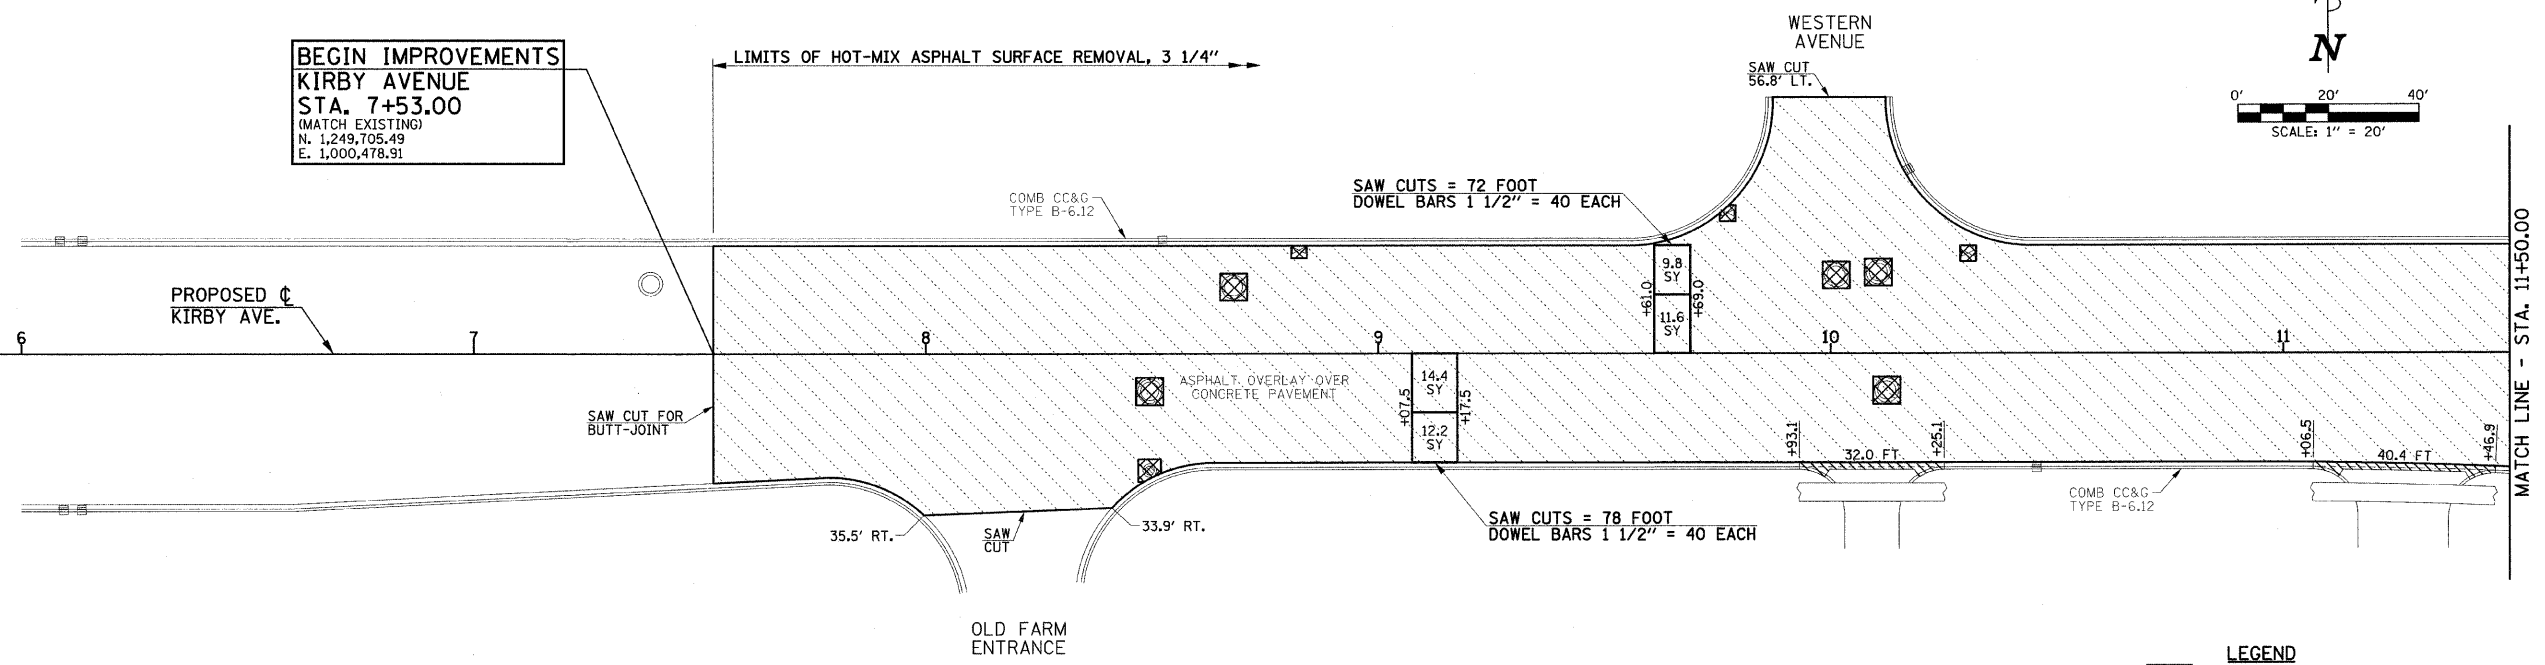 WESTERN
AVENUE
N
BEGIN IMPROVEMENTS
KIRBY AVENUE
STA. 7+53.00
(MATCH EXISTING)
N. 1,249,705.49
E. 1,000,478.91
LIMITS OF HOT-MIX ASPHALT SURFACE REMOVAL, 3 1/4"
SAW CUT
56.8' LT.
0' 20' 40'
SCALE: 1" = 20'
COMB CC&G
TYPE B-6.12
SAW CUTS = 72 FOOT
DOWEL BARS 1 1/2" = 40 EACH
PROPOSED ℄
KIRBY AVE.
9.8
SY
11.6
SY
+61.0
+69.0
6 7 8 9 10 11
MATCH LINE - STA. 11+50.00
ASPHALT OVERLAY OVER
CONCRETE PAVEMENT
14.4
SY
12.2
SY
+07.5
+17.5
SAW CUT FOR
BUTT-JOINT
+93.1
32.0 FT
+25.1
+06.5
40.4 FT
+46.9
35.5' RT.
SAW
CUT
33.9' RT.
SAW CUTS = 78 FOOT
DOWEL BARS 1 1/2" = 40 EACH
COMB CC&G
TYPE B-6.12
OLD FARM
ENTRANCE
LEGEND